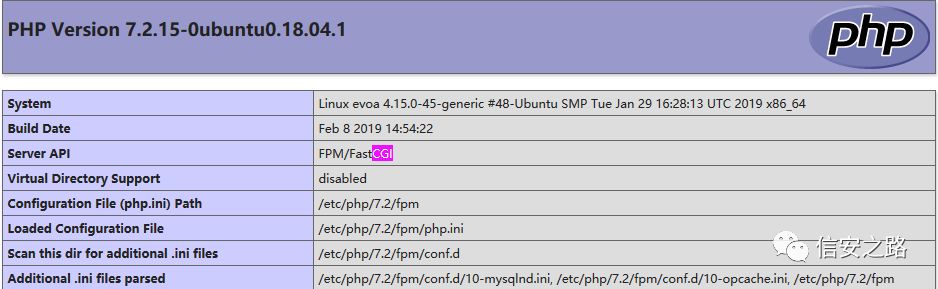 PHP Version 7.2.15-0ubuntu0.18.04.1
php
System Linux evoa 4.15.0-45-generic #48-Ubuntu SMP Tue Jan 29 16:28:13 UTC 2019 x86_64
Build Date Feb 8 2019 14:54:22
Server API FPM/FastCGI
Virtual Directory Support disabled
Configuration File (php.ini) Path /etc/php/7.2/fpm
Loaded Configuration File /etc/php/7.2/fpm/php.ini
Scan this dir for additional .ini files /etc/php/7.2/fpm/conf.d
信安之路
Additional .ini files parsed /etc/php/7.2/fpm/conf.d/10-mysqlnd.ini, /etc/php/7.2/fpm/conf.d/10-opcache.ini, /etc/php/7.2/fpm